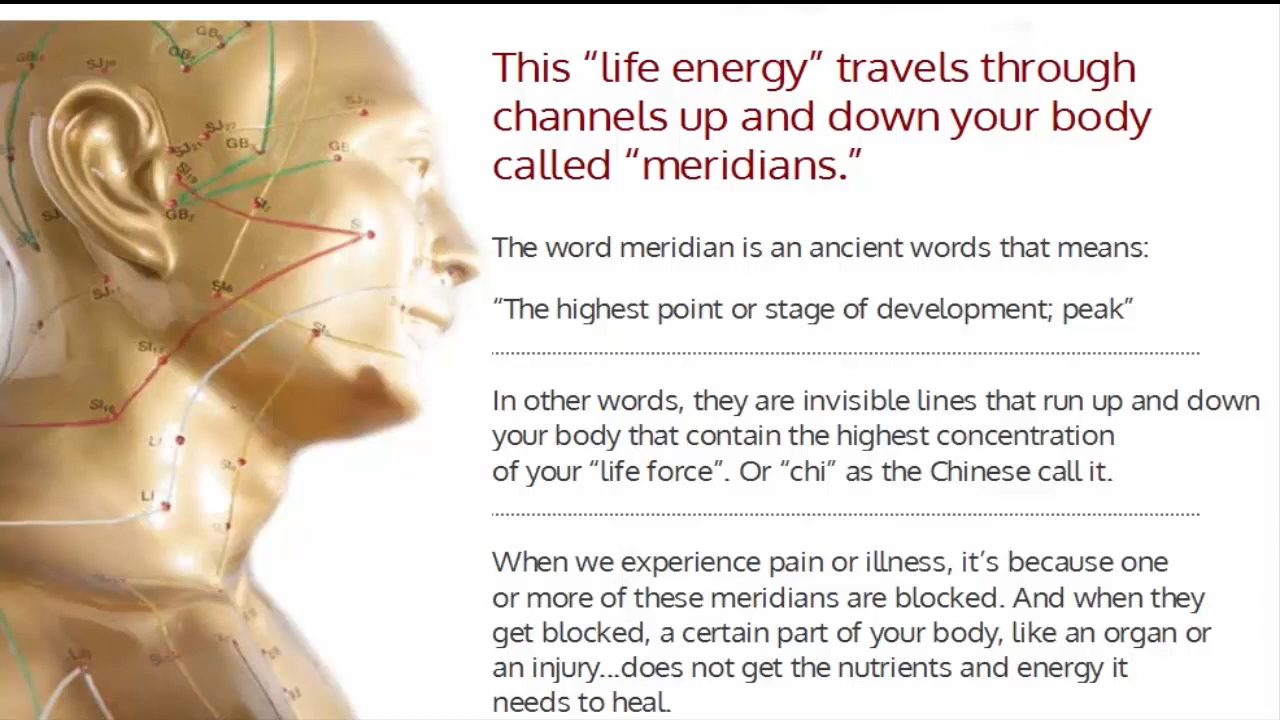 This “life energy” travels through
channels up and down your body
called “meridians.”
The word meridian is an ancient words that means:
“The highest point or stage of development; peak”
In other words, they are invisible lines that run up and down
your body that contain the highest concentration
of your “life force”. Or “chi” as the Chinese call it.
When we experience pain or illness, it’s because one
or more of these meridians are blocked. And when they
get blocked, a certain part of your body, like an organ or
an injury...does not get the nutrients and energy it
needs to heal.
GB₂
LI
LI
GB